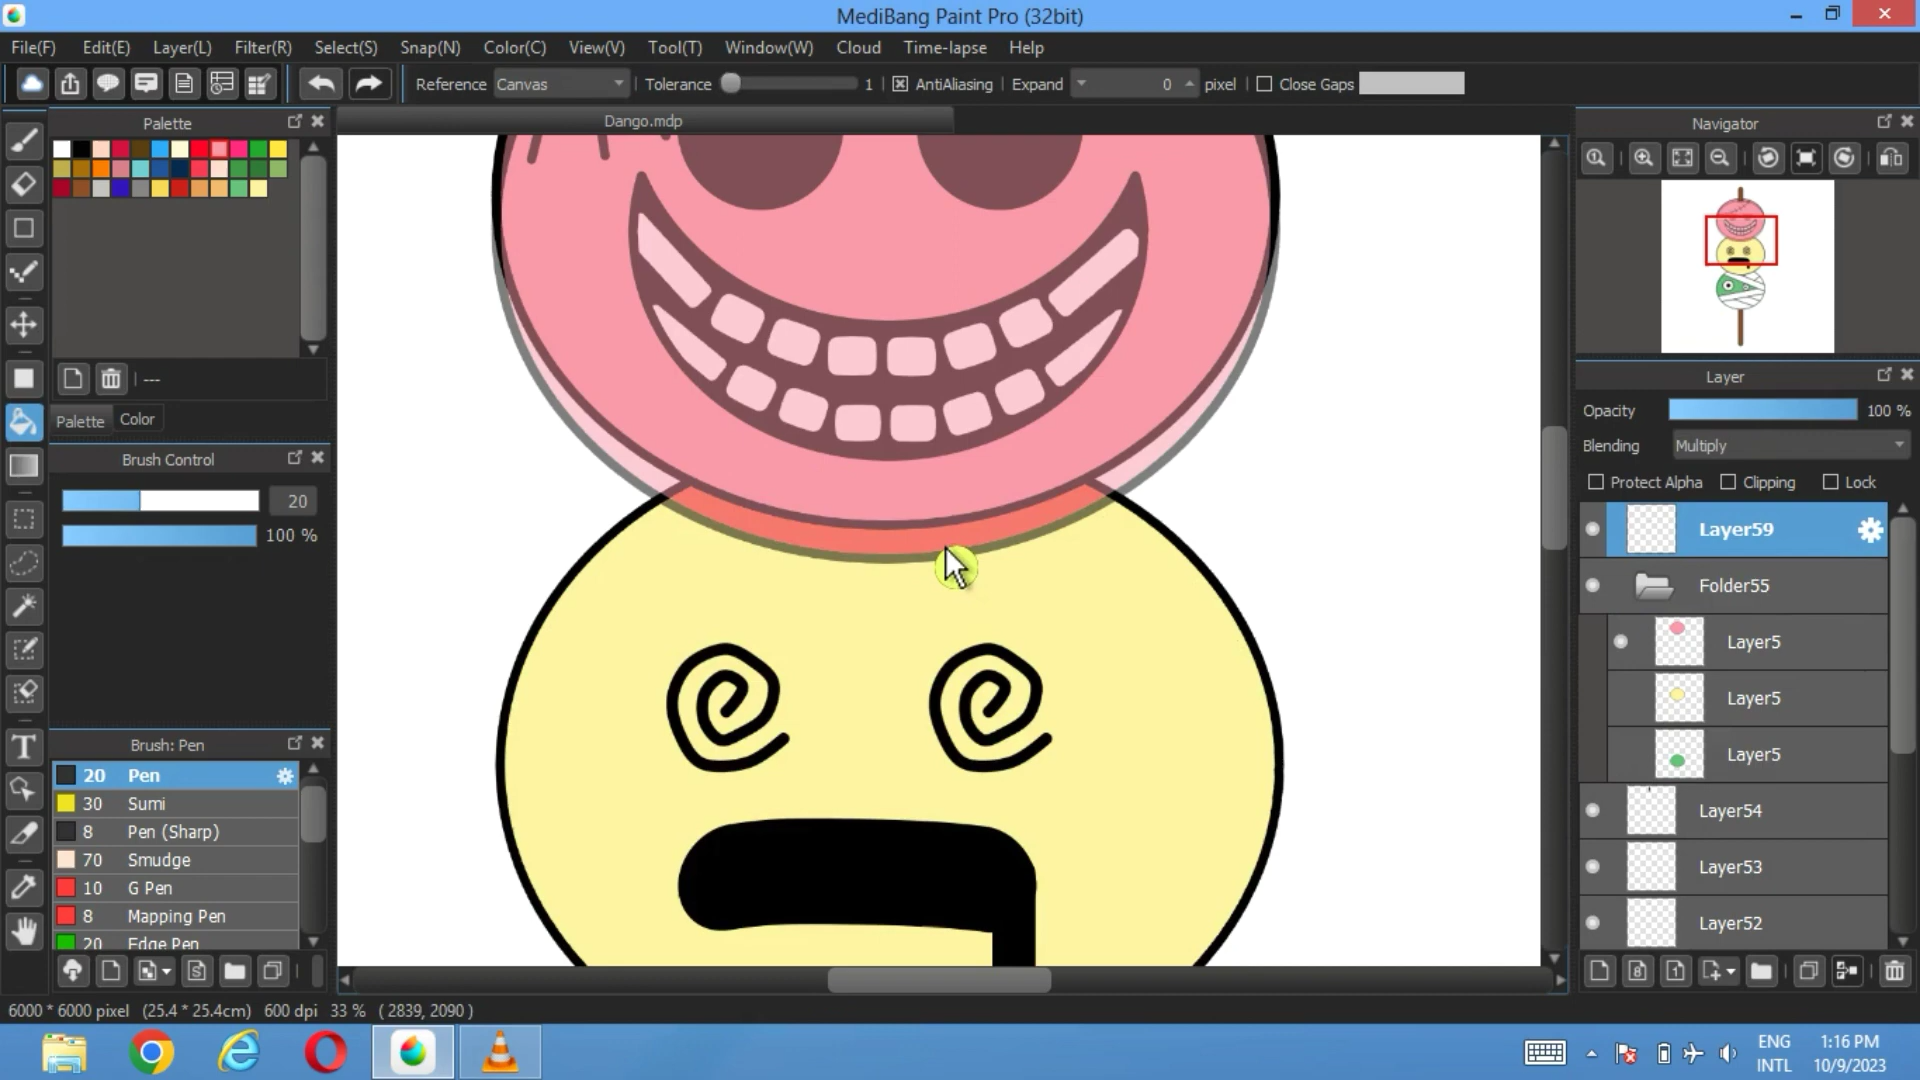 MediBang Paint Pro (32bit)
File(F) Edit(E) Layer(L) Filter(R) Select(S) Snap(N) Color(C) View(V) Tool(T) Window(W) Cloud Time-lapse Help
Reference Canvas Tolerance 1 AntiAliasing Expand 0 pixel Close Gaps
Palette
Dango.mdp
Navigator
---
Palette Color
Brush Control
20
100 %
Brush: Pen
20 Pen
30 Sumi
8 Pen (Sharp)
70 Smudge
10 G Pen
8 Mapping Pen
20 Edge Pen
Layer
Opacity 100 %
Blending Multiply
Protect Alpha Clipping Lock
Layer59
Folder55
Layer5
Layer5
Layer5
Layer54
Layer53
Layer52
6000 * 6000 pixel (25.4 * 25.4cm) 600 dpi 33 % ( 2839, 2090 )
ENG
INTL
1:16 PM
10/9/2023